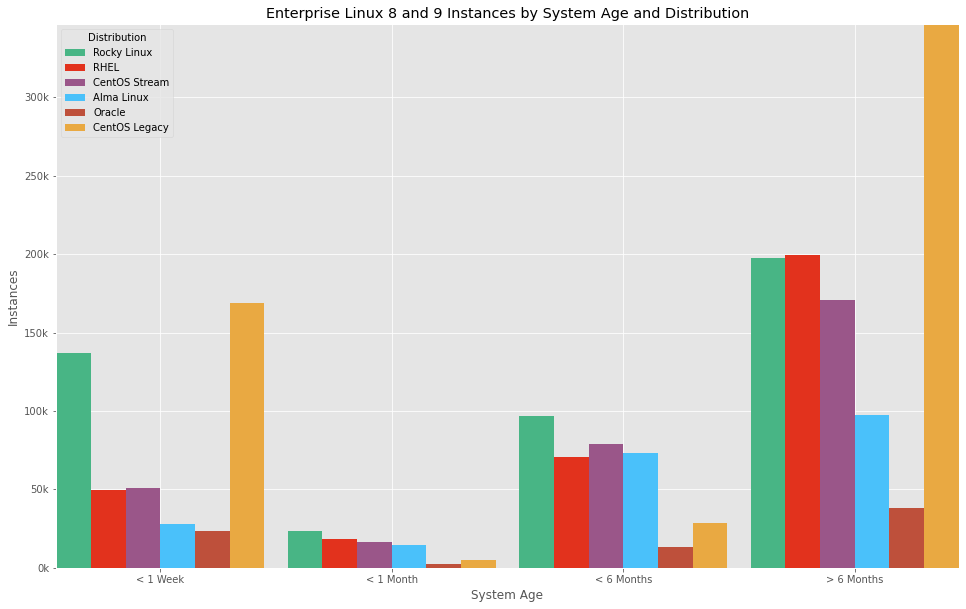 Enterprise Linux 8 and 9 Instances by System Age and Distribution
Distribution
Rocky Linux
RHEL
CentOS Stream
Alma Linux
Oracle
CentOS Legacy
300k
250k
200k
150k
100k
50k
0k
Instances
< 1 Week
< 1 Month
< 6 Months
> 6 Months
System Age